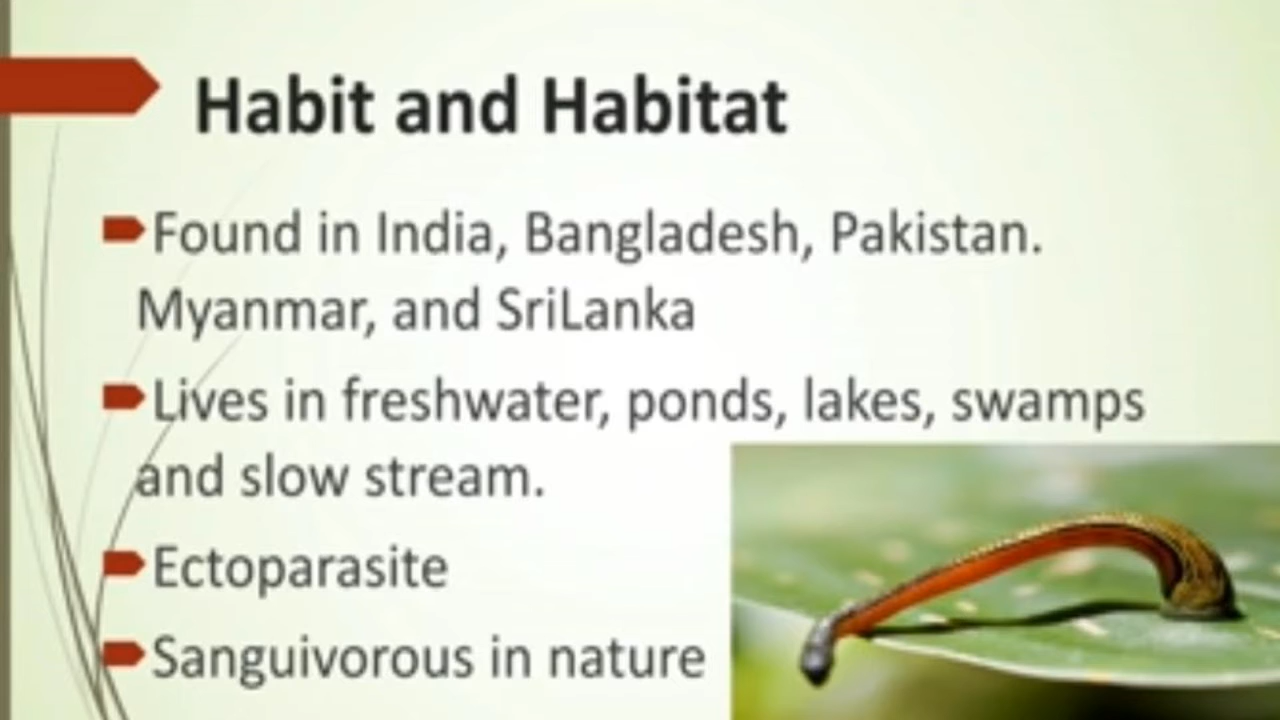 Habit and Habitat
Found in India, Bangladesh, Pakistan.
Myanmar, and SriLanka
Lives in freshwater, ponds, lakes, swamps
and slow stream.
Ectoparasite
Sanguivorous in nature